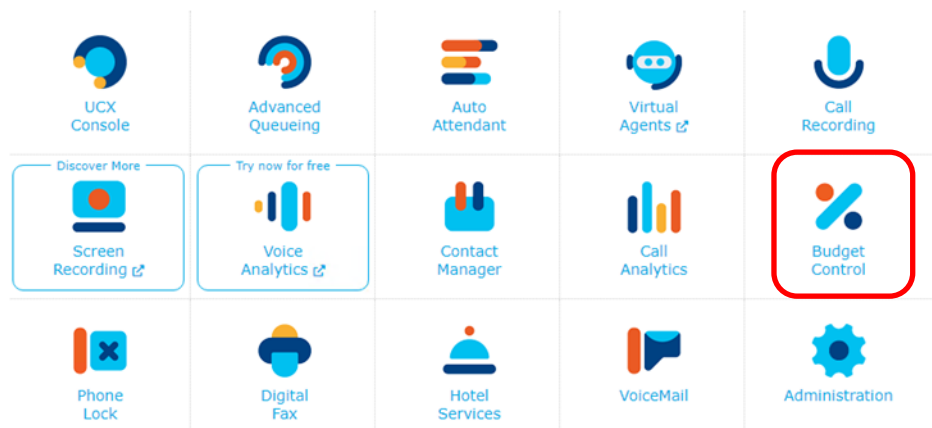 UCX
Console
Advanced
Queueing
Auto
Attendant
Virtual
Agents
Call
Recording
Discover More
Screen
Recording
Try now for free
Voice
Analytics
Contact
Manager
Call
Analytics
Budget
Control
Phone
Lock
Digital
Fax
Hotel
Services
VoiceMail
Administration